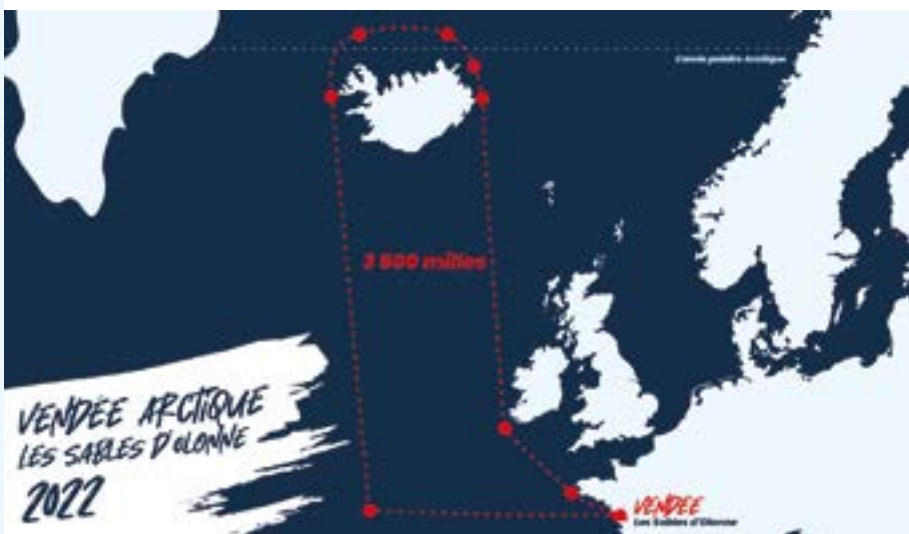 Cercle polaire Arctique
3 500 milles
VENDÉE ARCTIQUE
LES SABLES D'OLONNE
2022
VENDÉE
Les Sables d'Olonne